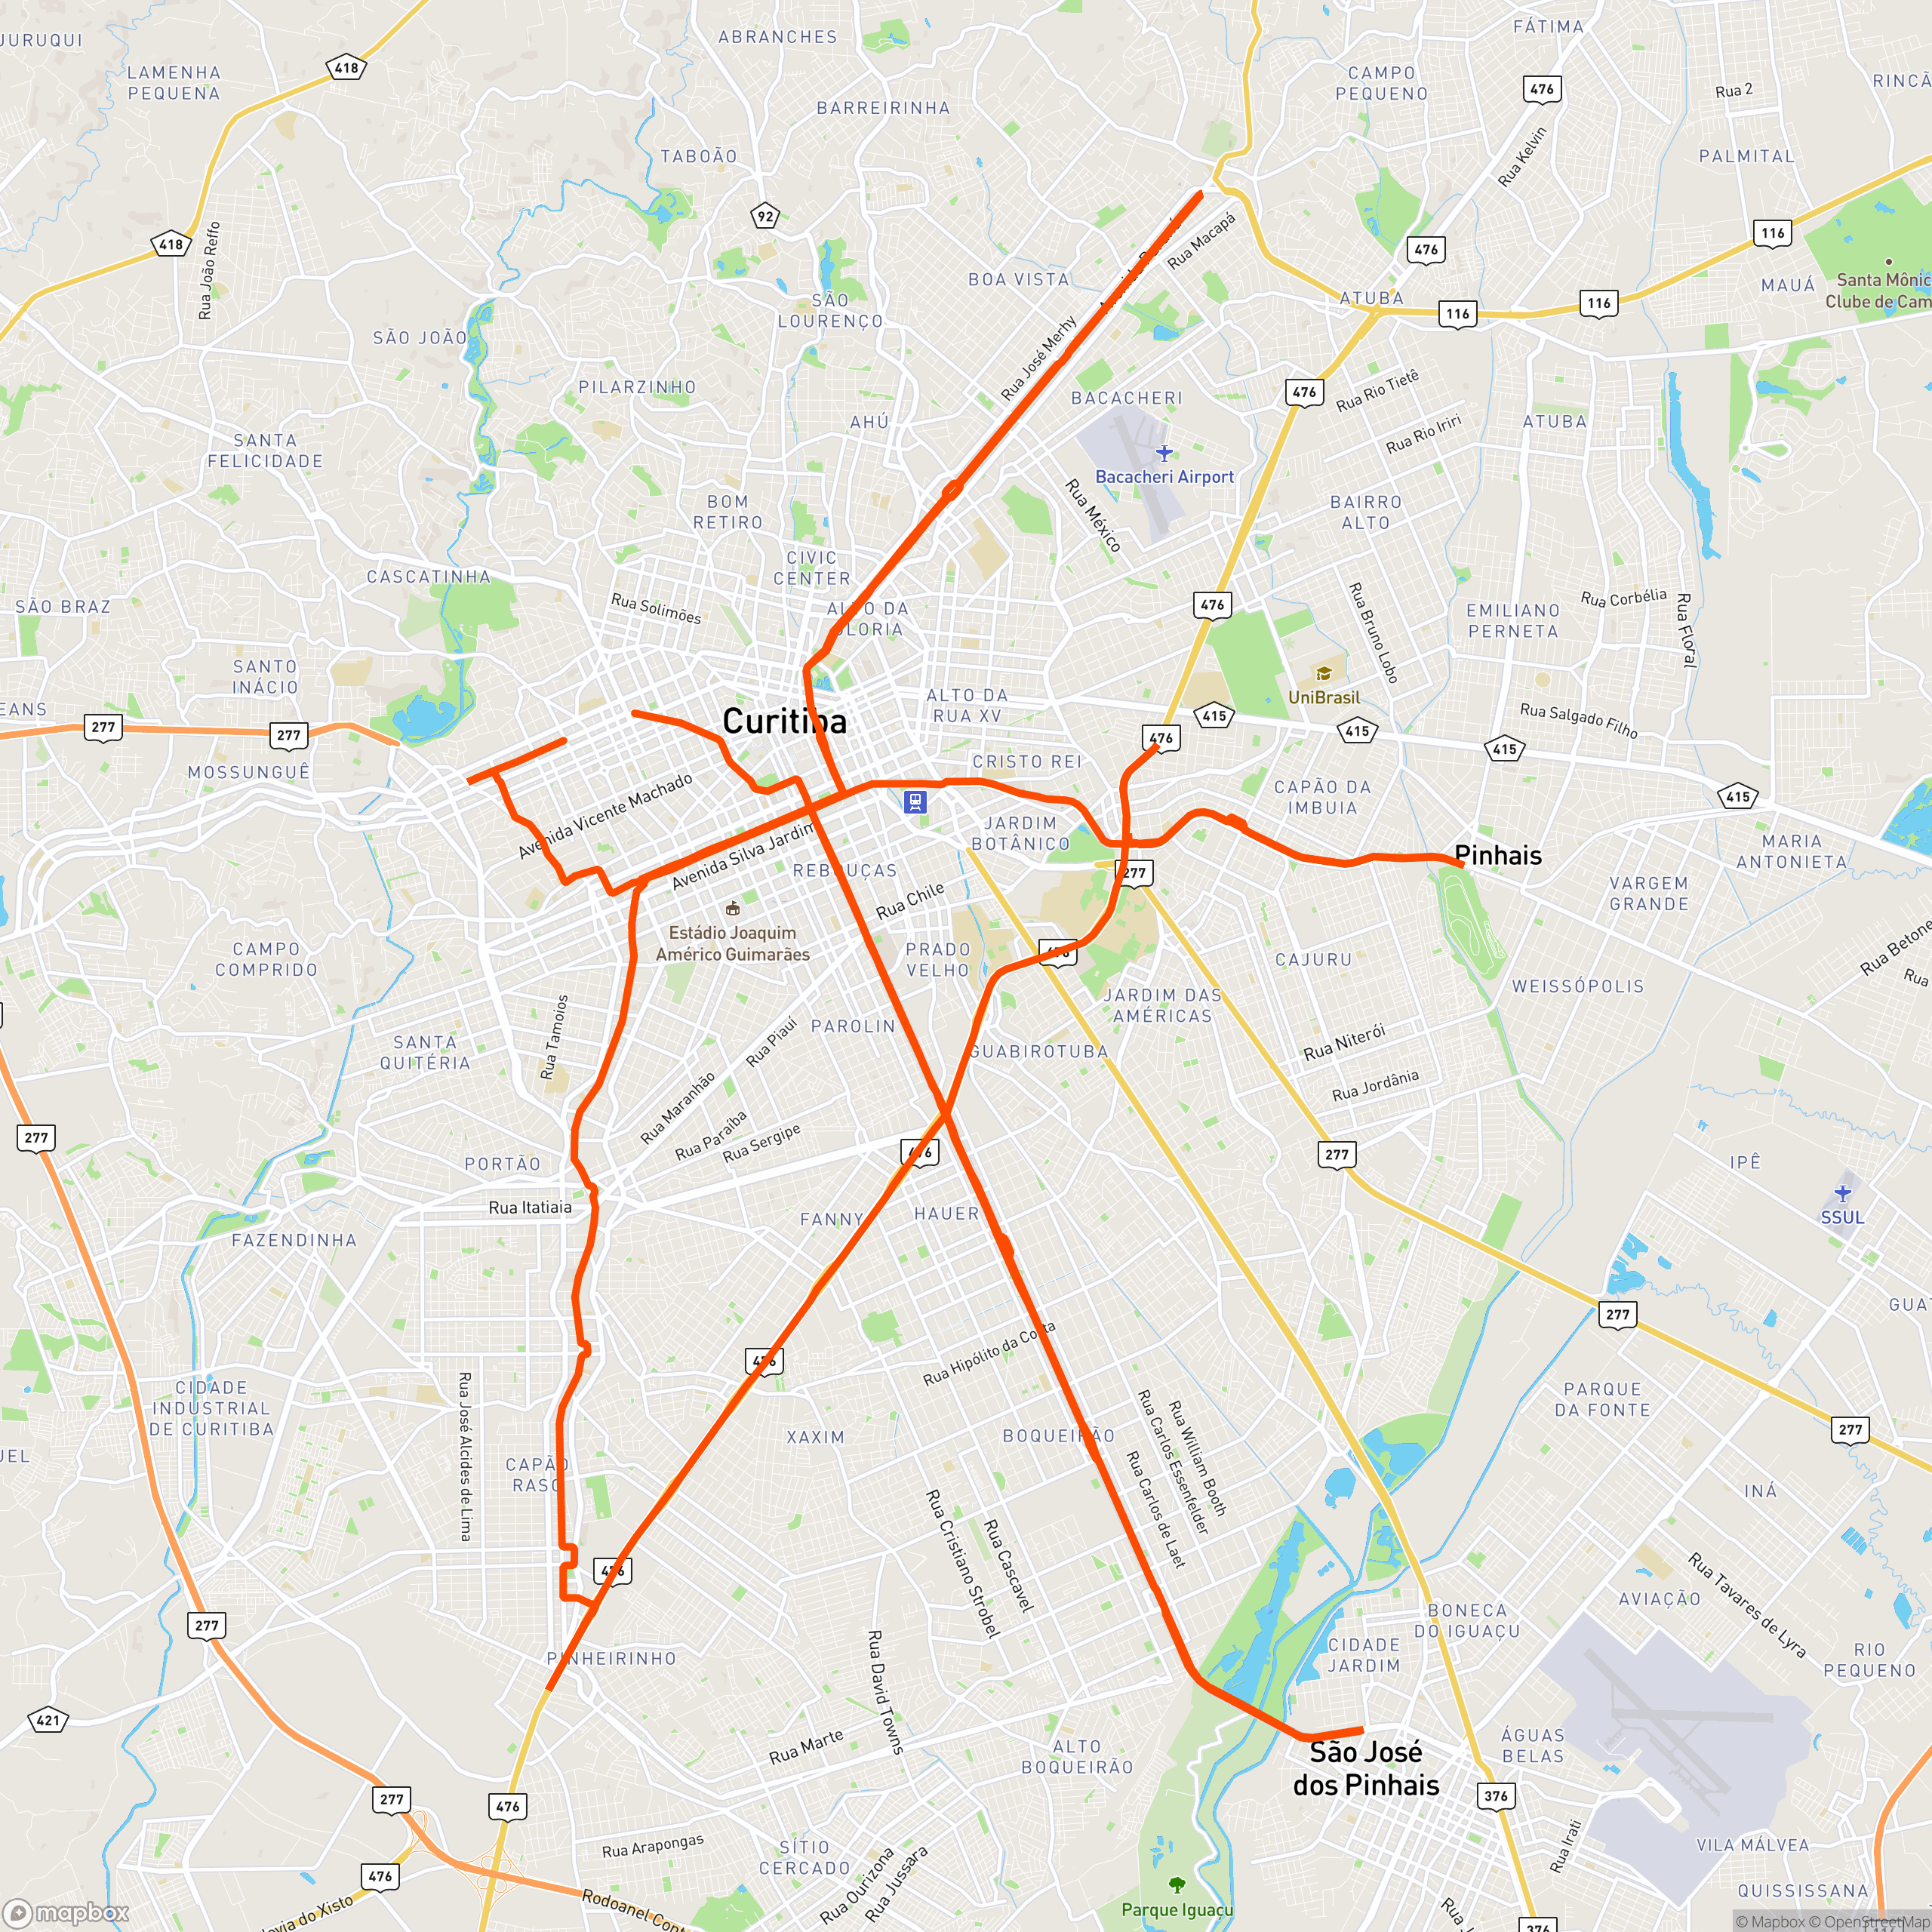 JURUQUI
LAMENHA
PEQUENA
418
ABRANCHES
FÁTIMA
CAMPO
PEQUENO
476
RINCÃ
Rua 2
BARREIRINHA
TABOÃO
Rua Kelvin
PALMITAL
92
418
Rua João Reffo
116
Rua Macapá
476
BOA VISTA
MAUÁ
Santa Mônic
Clube de Cam
ATUBA
116
116
SÃO
LOURENÇO
SÃO JOÃO
Rua José Merhy
PILARZINHO
BACACHERI
476
Rua Rio Tietê
AHÚ
ATUBA
Rua Rio Iriri
SANTA
FELICIDADE
Bacacheri Airport
BOM
RETIRO
Rua México
BAIRRO
ALTO
CIVIC
CENTER
CASCATINHA
SÃO BRAZ
Rua Solimões
476
Rua Bruno Lobo
Rua Corbélia
EMILIANO
PERNETA
Rua Floral
SANTO
INÁCIO
UniBrasil
ALTO DA
RUA XV
EANS
277
277
Curitiba
415
415
Rua Salgado Filho
476
415
MOSSUNGUÊ
CRISTO REI
CAPÃO DA
IMBUIA
415
Avenida Vicente Machado
JARDIM
BOTÂNICO
MARIA
ANTONIETA
Pinhais
Avenida Silva Jardim
REBOUÇAS
277
VARGEM
GRANDE
Rua Chile
Estádio Joaquim
Américo Guimarães
PRADO
VELHO
CAMPO
COMPRIDO
476
CAJURU
Rua Betone
Rua
WEISSÓPOLIS
JARDIM DAS
AMÉRICAS
Rua Tamoios
PAROLIN
Rua Piauí
SANTA
QUITÉRIA
GUABIROTUBA
Rua Niterói
Rua Jordânia
Rua Maranhão
Rua Paraíba
Rua Sergipe
277
476
277
PORTÃO
IPÊ
Rua Itatiaia
FANNY
HAUER
SSUL
FAZENDINHA
277
GUAT
Rua Hipólito da Costa
476
CIDADE
INDUSTRIAL
DE CURITIBA
Rua José Alcides de Lima
Rua Carlos Essenfelder
Rua William Booth
PARQUE
DA FONTE
277
UEL
XAXIM
BOQUEIRÃO
CAPÃO
RASO
Rua Carlos de Laet
INÁ
Rua Cristiano Strobel
Rua Cascavel
476
Rua Tavares de Lyra
AVIAÇÃO
277
BONECA
DO IGUAÇU
CIDADE
JARDIM
RIO
PEQUENO
PINHEIRINHO
Rua David Towns
421
Rua Marte
ALTO
BOQUEIRÃO
ÁGUAS
BELAS
São José
dos Pinhais
277
476
376
Rua Arapongas
SÍTIO
CERCADO
Rua Irati
VILA MÁLVEA
476
Rua Ourizona
Rua Jussara
QUISSISANA
Parque Iguaçu
Rodoanel Cont
lovia do Xisto
Rua J
376
mapbox
© Mapbox © OpenStreetMap